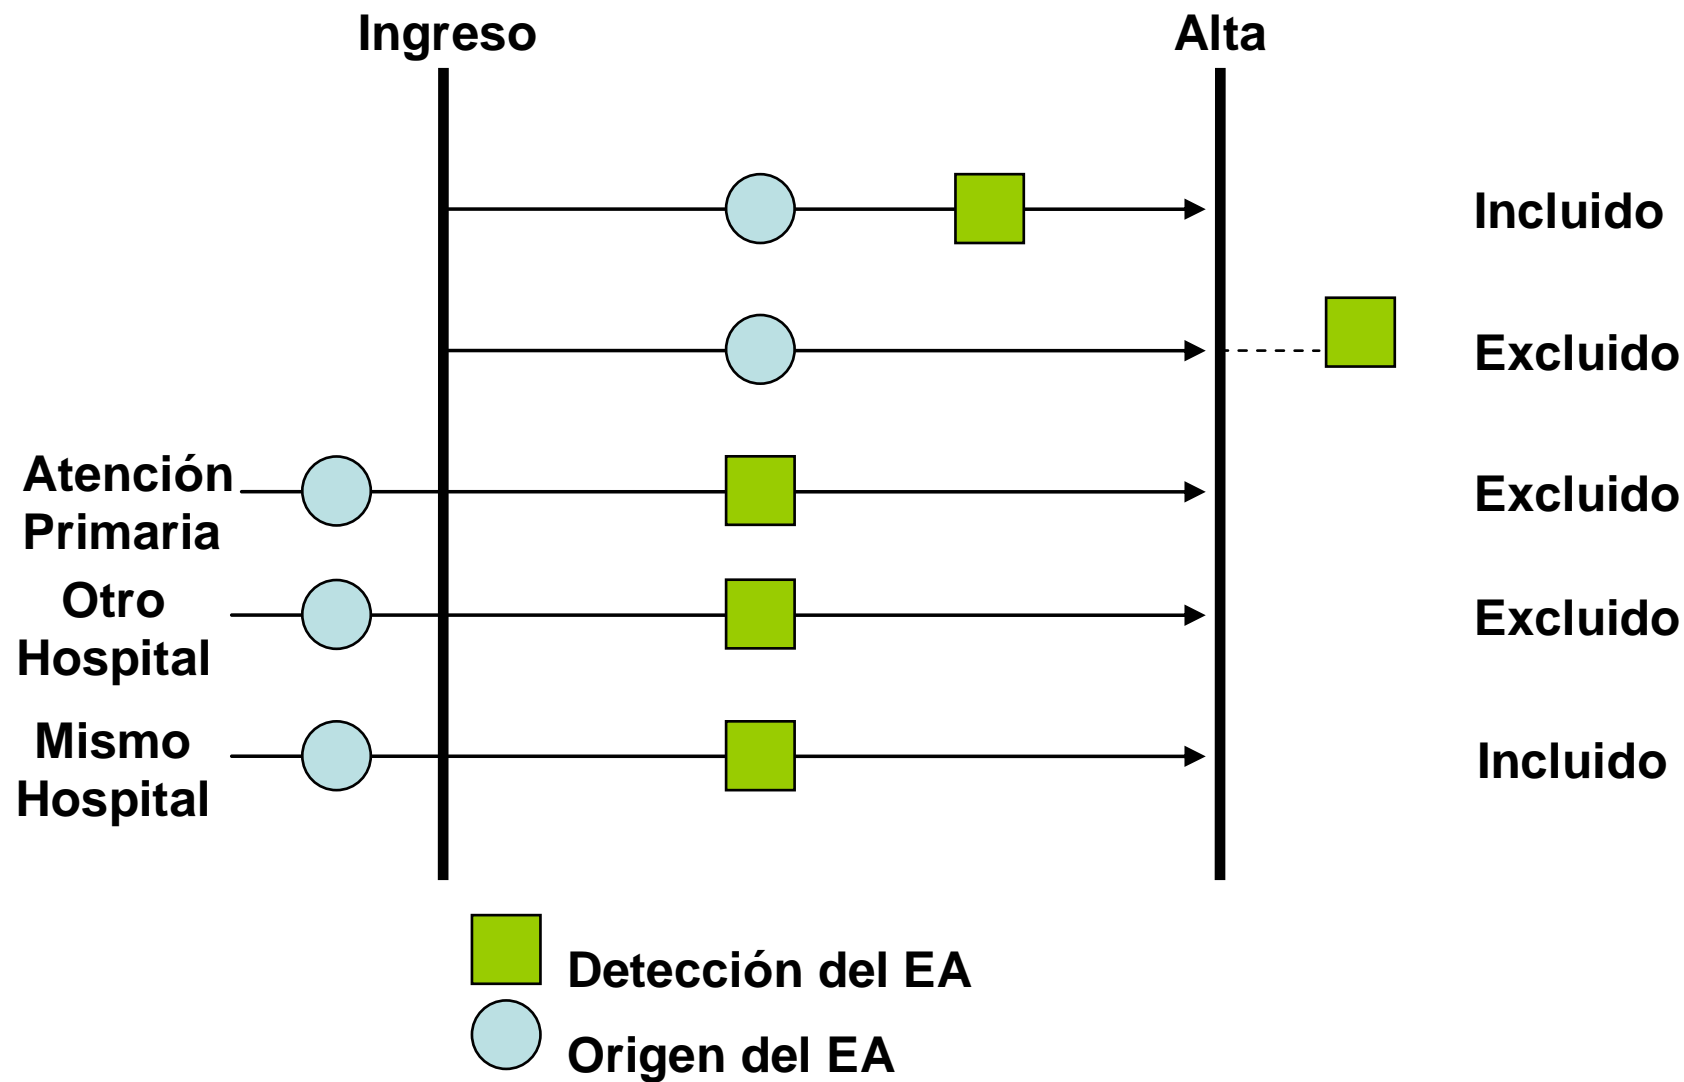 Ingreso
Alta
Incluido
Excluido
Atención
Primaria
Excluido
Otro
Hospital
Excluido
Mismo
Hospital
Incluido
Detección del EA
Origen del EA